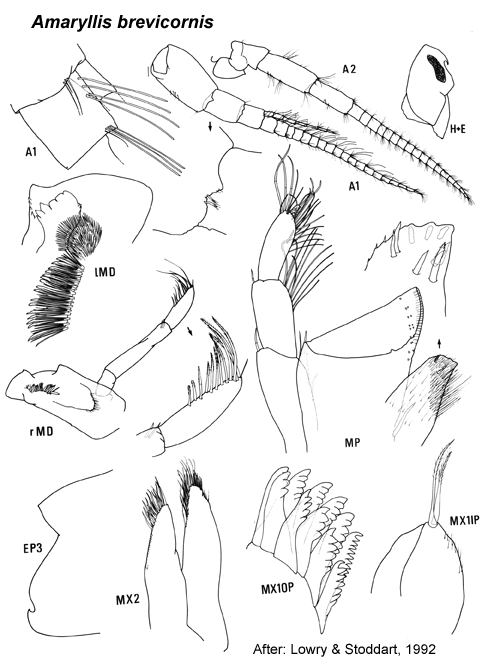 Amaryllis brevicornis
A2
H+E
A1
A1
lMD
rMD
MP
MX1IP
EP3
MX2
MX1OP
After: Lowry & Stoddart, 1992